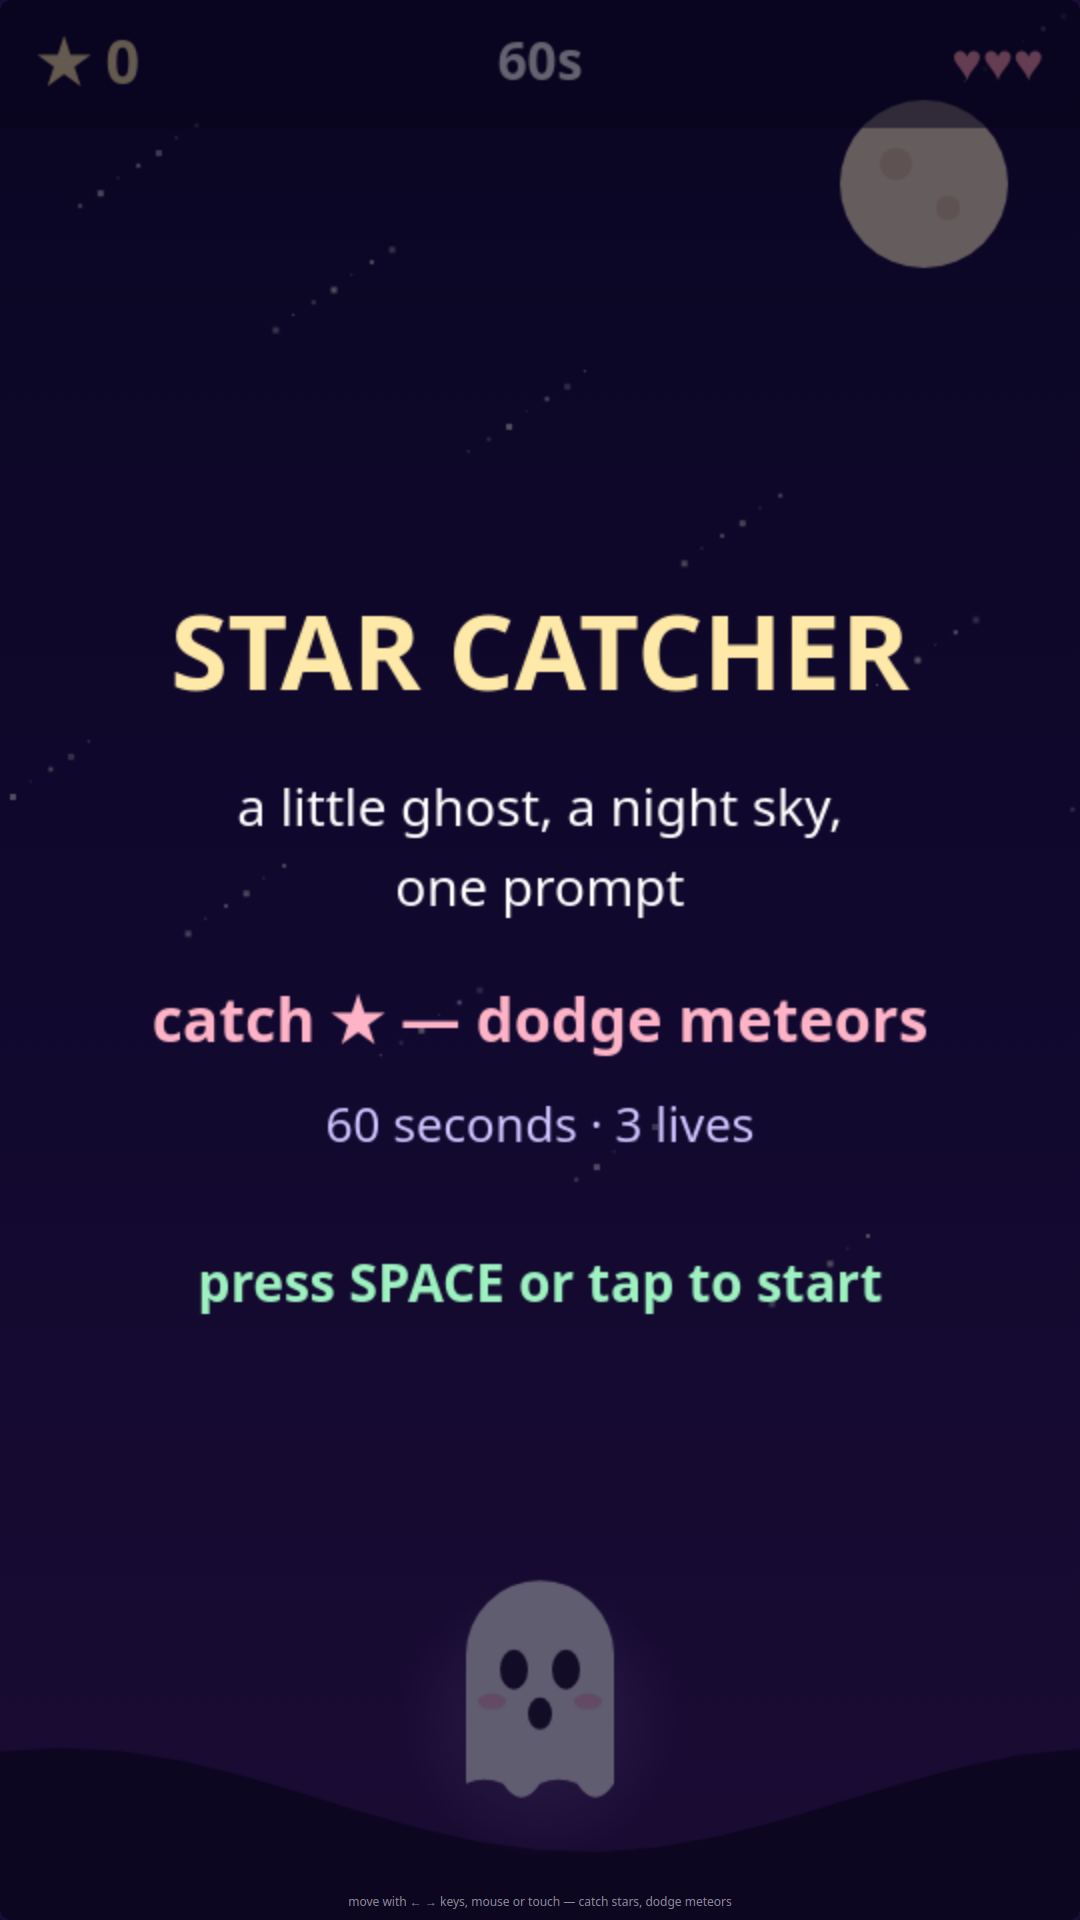 ★ 0
60s
♥♥♥
STAR CATCHER
a little ghost, a night sky,
one prompt
catch ★ — dodge meteors
60 seconds · 3 lives
press SPACE or tap to start
move with ← → keys, mouse or touch — catch stars, dodge meteors